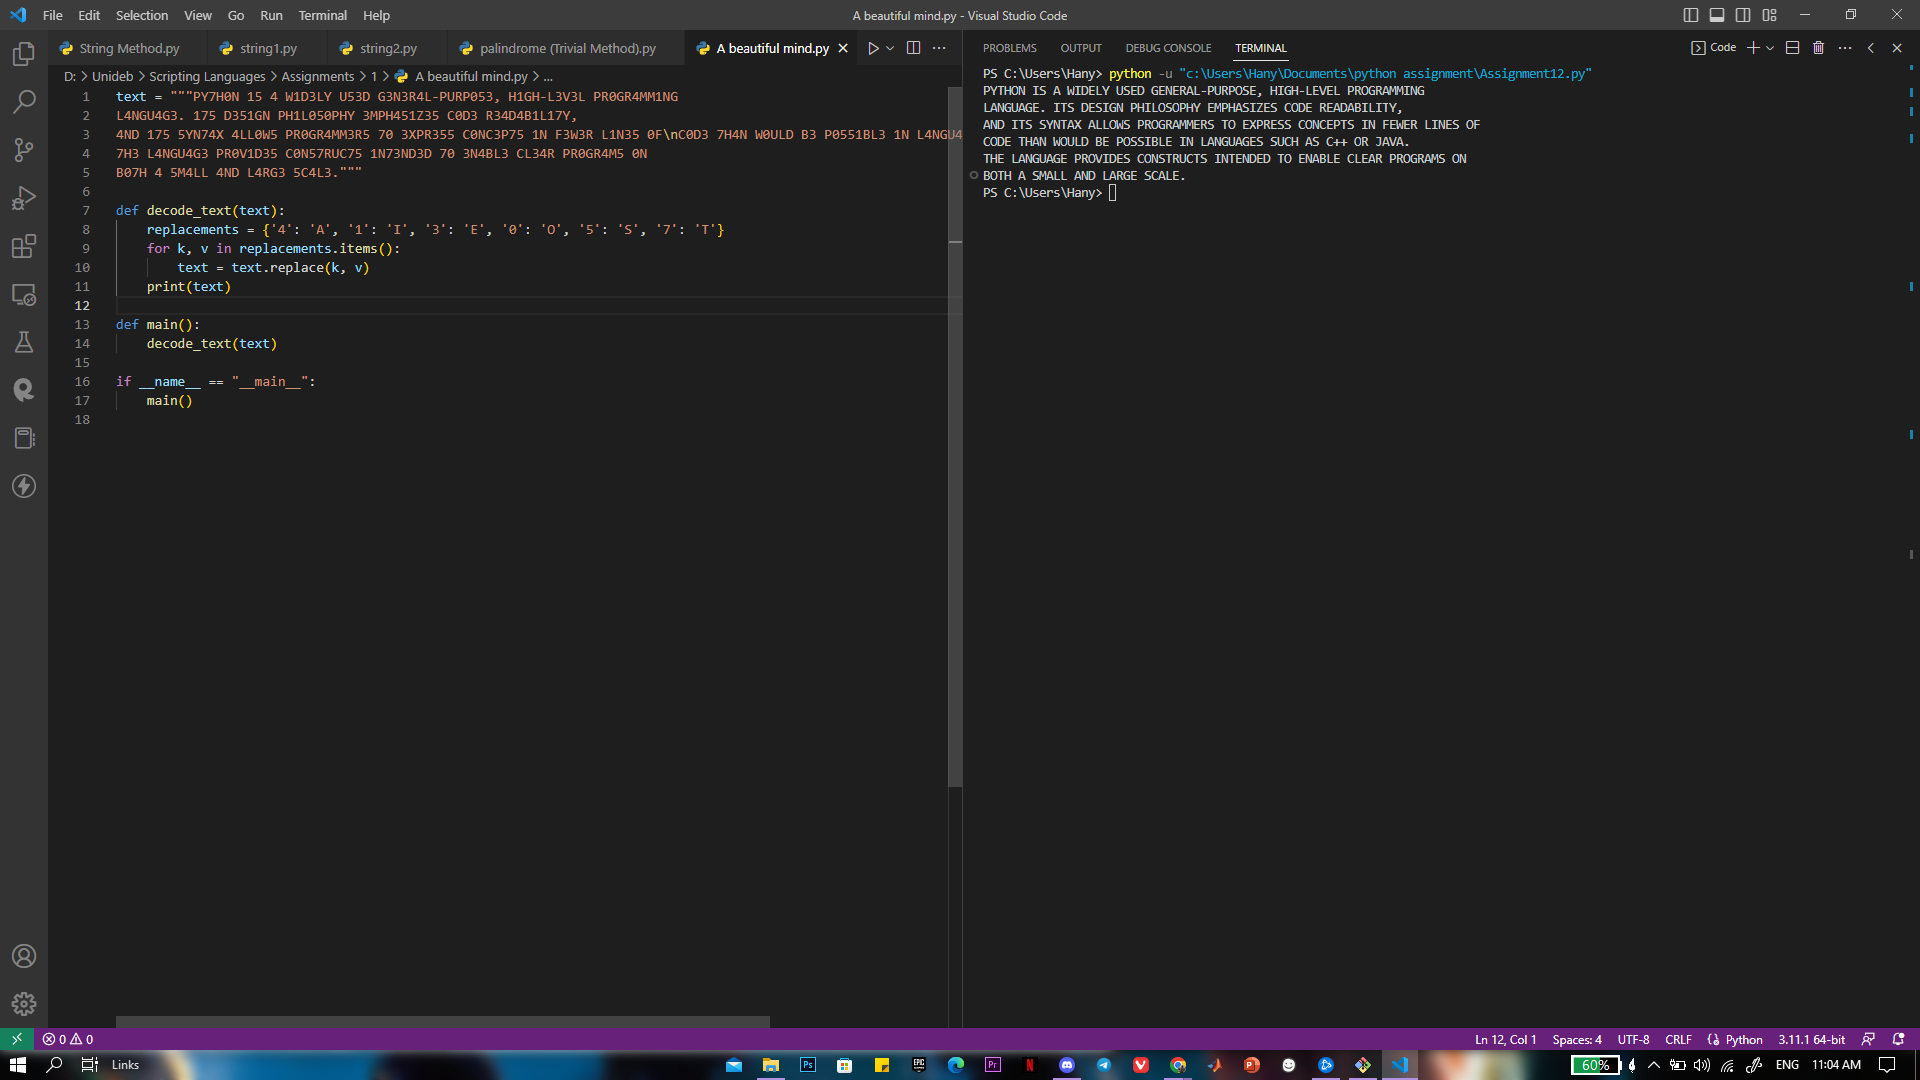 File Edit Selection View Go Run Terminal Help
A beautiful mind.py - Visual Studio Code
String Method.py string1.py string2.py palindrome (Trivial Method).py A beautiful mind.py
D: > Unideb > Scripting Languages > Assignments > 1 > A beautiful mind.py > ...
1 text = """PY7H0N 15 4 W1D3LY U53D G3N3R4L-PURP053, H1GH-L3V3L PR0GR4MM1NG
2 L4NGU4G3. 175 D351GN PH1L050PHY 3MPH451Z35 C0D3 R34D4B1L17Y,
3 4ND 175 5YN74X 4LL0W5 PR0GR4MM3R5 70 3XPR355 C0NC3P75 1N F3W3R L1N35 0F\nC0D3 7H4N W0ULD B3 P0551BL3 1N L4NGU4
4 7H3 L4NGU4G3 PR0V1D35 C0N57RUC75 1N73ND3D 70 3N4BL3 CL34R PR0GR4M5 0N
5 B07H 4 5M4LL 4ND L4RG3 5C4L3."""
6
7 def decode_text(text):
8 replacements = {'4': 'A', '1': 'I', '3': 'E', '0': 'O', '5': 'S', '7': 'T'}
9 for k, v in replacements.items():
10 text = text.replace(k, v)
11 print(text)
12
13 def main():
14 decode_text(text)
15
16 if __name__ == "__main__":
17 main()
18
PROBLEMS OUTPUT DEBUG CONSOLE TERMINAL
Code
PS C:\Users\Hany> python -u "c:\Users\Hany\Documents\python assignment\Assignment12.py"
PYTHON IS A WIDELY USED GENERAL-PURPOSE, HIGH-LEVEL PROGRAMMING
LANGUAGE. ITS DESIGN PHILOSOPHY EMPHASIZES CODE READABILITY,
AND ITS SYNTAX ALLOWS PROGRAMMERS TO EXPRESS CONCEPTS IN FEWER LINES OF
CODE THAN WOULD BE POSSIBLE IN LANGUAGES SUCH AS C++ OR JAVA.
THE LANGUAGE PROVIDES CONSTRUCTS INTENDED TO ENABLE CLEAR PROGRAMS ON
BOTH A SMALL AND LARGE SCALE.
PS C:\Users\Hany>
0 0
Ln 12, Col 1 Spaces: 4 UTF-8 CRLF Python 3.11.1 64-bit
Links
Ps EPIC Pr N
60% ENG 11:04 AM